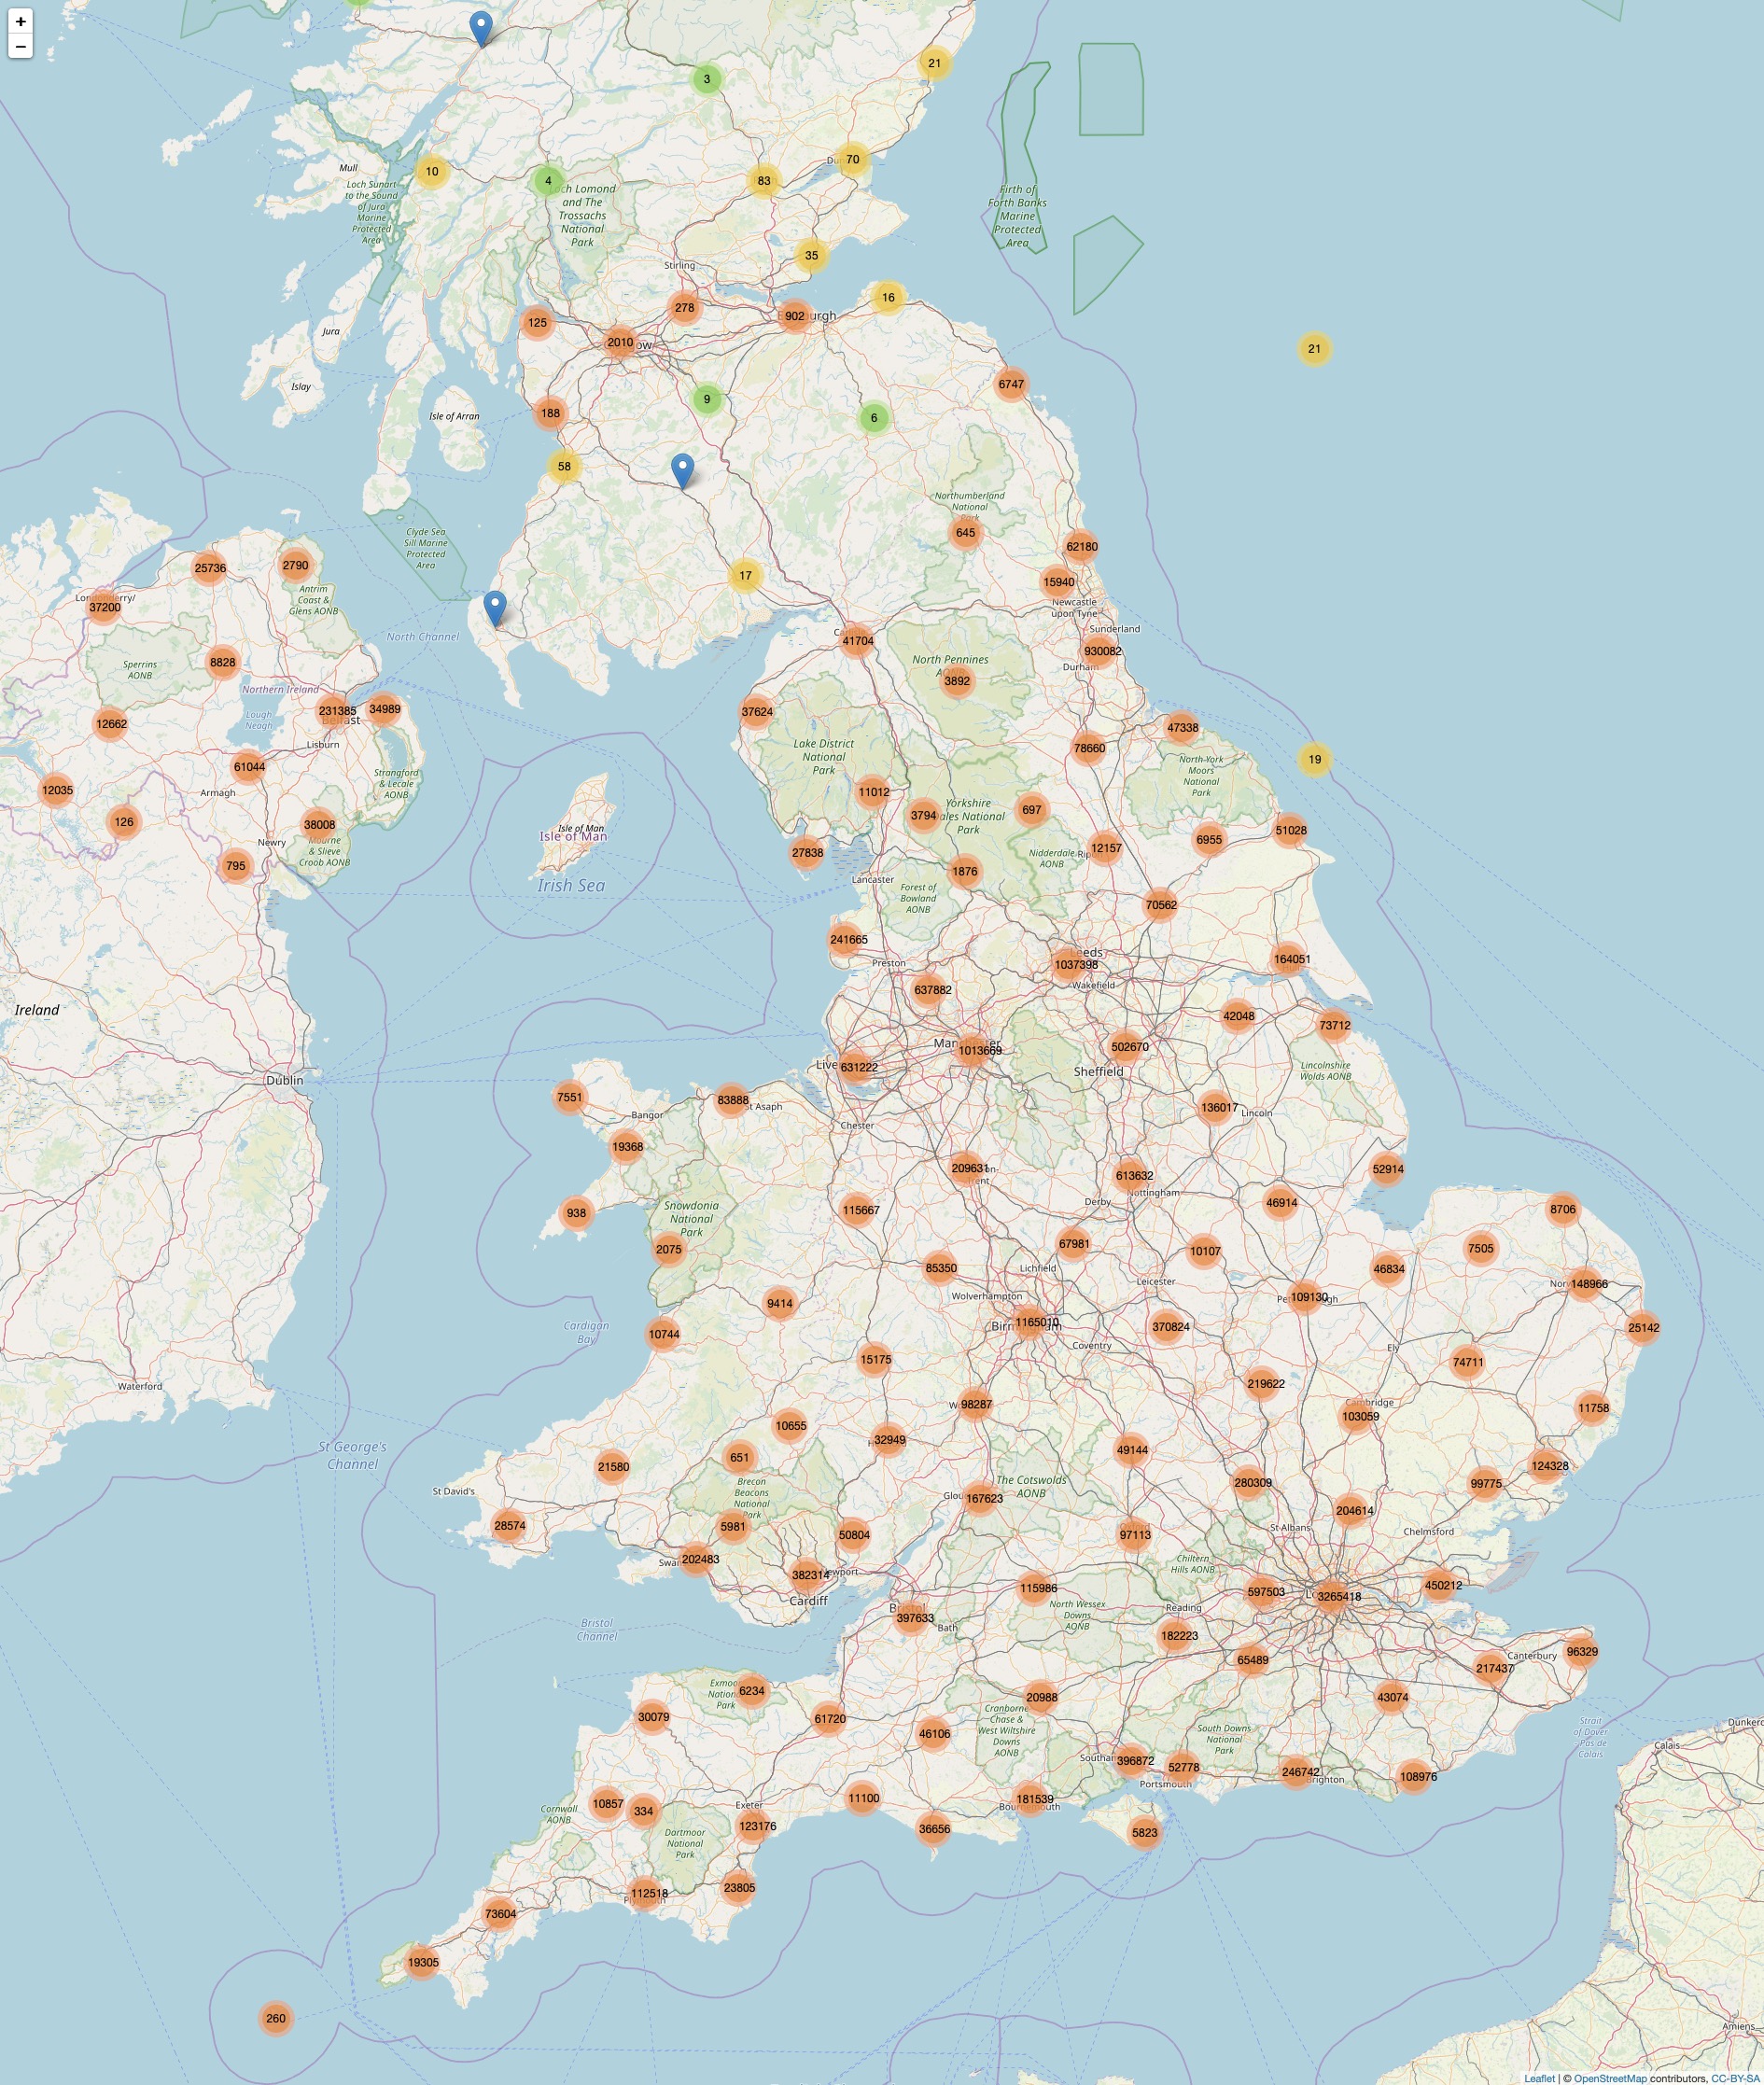 +
−
3
21
10
Mull
Loch Sunart
to the Sound
of Jura
Marine
Protected
Area
4
Loch Lomond
and The
Trossachs
National
Park
83
70
35
Firth of
Forth Banks
Marine
Protected
Area
Stirling
278
902
16
125
2010
Jura
Islay
Isle of Arran
188
9
6
6747
21
58
Northumberland
National
Park
645
62180
15940
Newcastle
upon Tyne
Clyde Sea
Sill Marine
Protected
Area
17
25736
2790
Antrim
Coast &
Glens AONB
Londonderry/
37200
North Channel
Sunderland
930082
Durham
41704
North Pennines
AONB
3892
Sperrins
AONB
8828
Northern Ireland
Lough
Neagh
231385
Belfast
34989
12662
Lisburn
61044
Armagh
Strangford
& Lecale
AONB
12035
126
38008
Mourne
& Slieve
Croob AONB
Newry
795
37624
Lake District
National
Park
78660
47338
North York
Moors
National
Park
19
11012
3794
Yorkshire
Dales National
Park
697
12157
6955
51028
Nidderdale
AONB
Isle of Man
Isle of Man
Irish Sea
27838
Lancaster
1876
Forest of
Bowland
AONB
70562
241665
Preston
Leeds
1037398
Wakefield
164051
637882
Ireland
42048
73712
Manchester
1013669
502670
Sheffield
Lincolnshire
Wolds AONB
631222
Dublin
7551
Bangor
83888
St Asaph
Chester
136017
Lincoln
19368
209631
613632
Nottingham
Derby
52914
938
Snowdonia
National
Park
115667
46914
8706
2075
67981
10107
7505
85350
Lichfield
46834
Leicester
148966
9414
Wolverhampton
109130
Cardigan
Bay
10744
1165010
Coventry
370824
25142
Ely
Waterford
15175
74711
219622
98287
Cambridge
103059
11758
10655
32949
St George's
Channel
651
49144
21580
Brecon
Beacons
National
Park
The Cotswolds
AONB
280309
124328
99775
St David's
167623
204614
28574
5981
50804
97113
St Albans
Chelmsford
202483
Chiltern
Hills AONB
382314
Cardiff
115986
597503
3265418
450212
Bristol
Channel
397633
Bath
North Wessex
Downs
AONB
Reading
182223
65489
96329
Canterbury
217437
Exmoor
National
Park
6234
30079
61720
20988
43074
46106
Cranborne
Chase &
West Wiltshire
Downs
AONB
South Downs
National
Park
Strait
of Dover
Pas de
Calais
Calais
396872
52778
Portsmouth
246742
Brighton
108976
10857
334
Cornwall
AONB
Exeter
123176
11100
181539
Bournemouth
36656
5823
Dartmoor
National
Park
112518
23805
73604
19305
260
Amiens
Leaflet | © OpenStreetMap contributors, CC-BY-SA